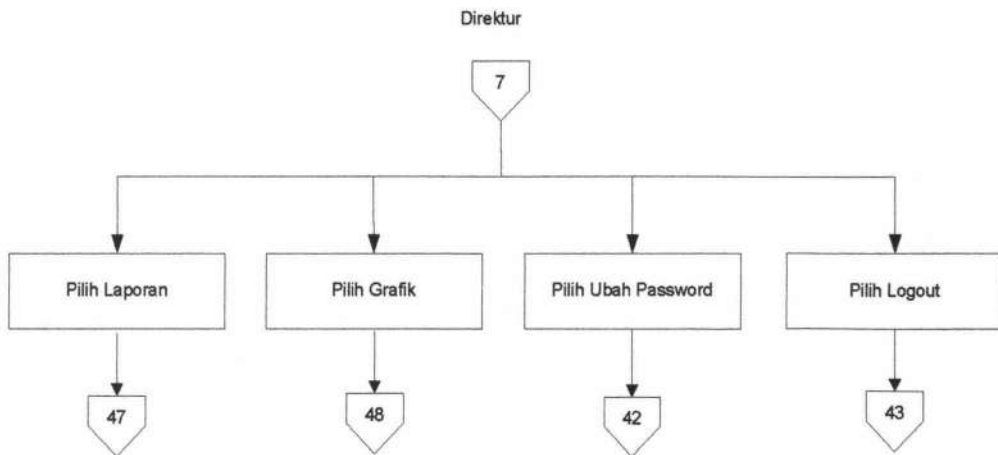 Direktur
7
Pilih Laporan
Pilih Grafik
Pilih Ubah Password
Pilih Logout
47
48
42
43